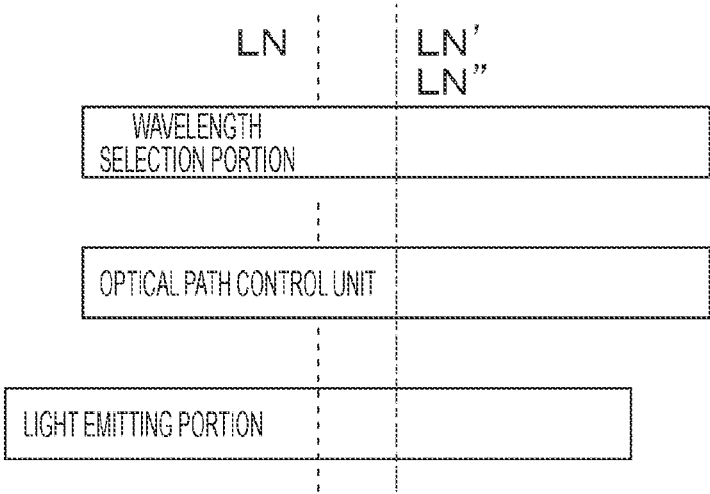 LN
LN'
LN"
WAVELENGTH
SELECTION PORTION
OPTICAL PATH CONTROL UNIT
LIGHT EMITTING PORTION